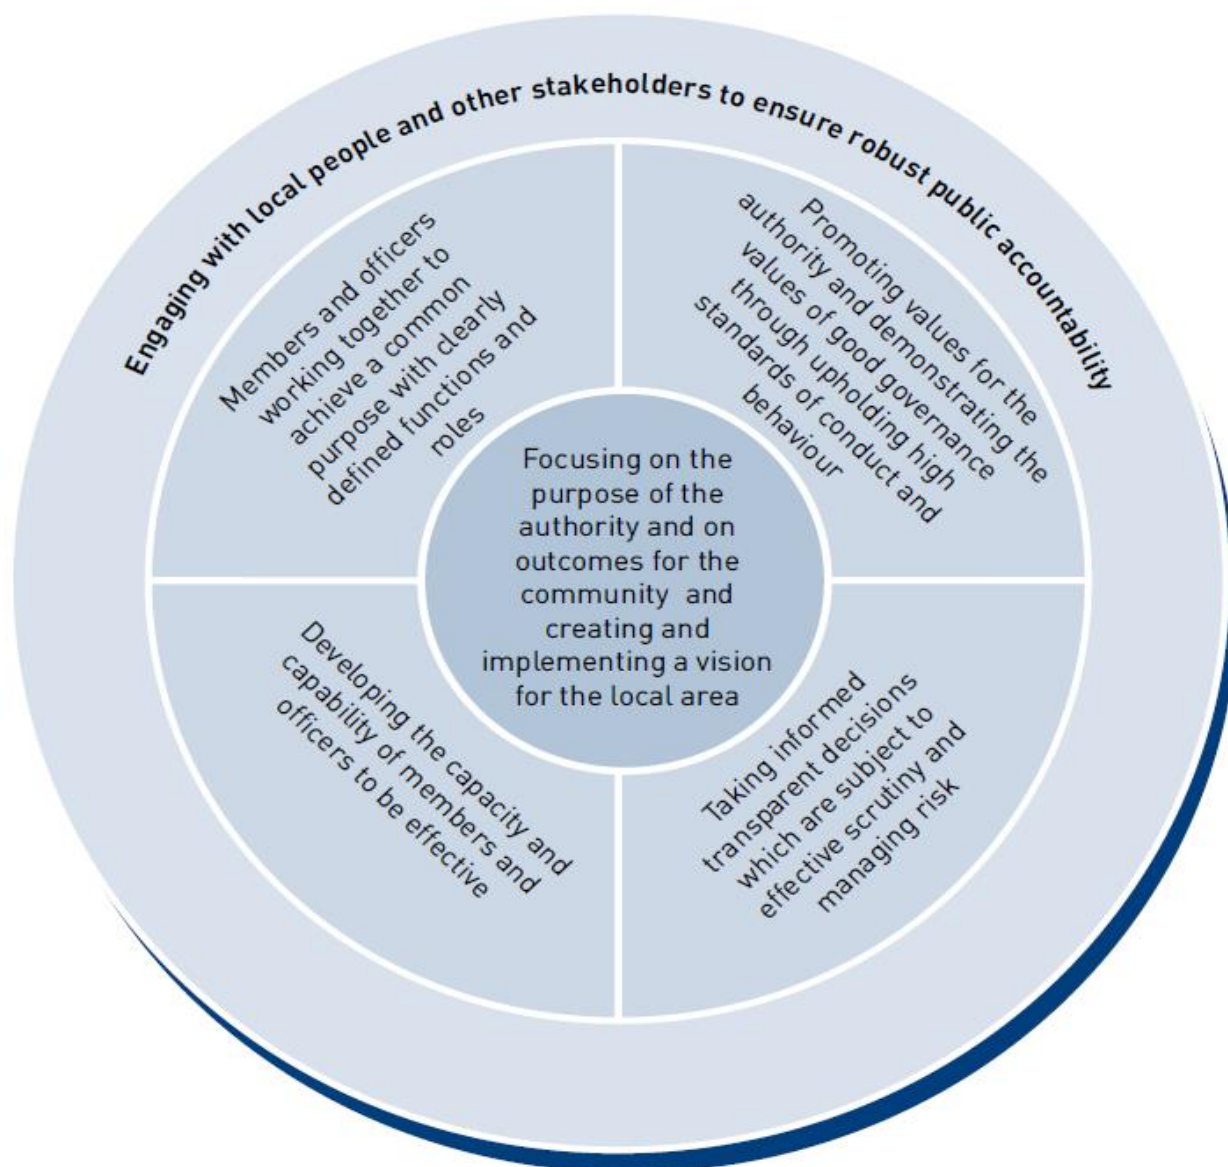 Engaging with local people and other stakeholders to ensure robust public accountability
Members and officers
working together to
achieve a common
purpose with clearly
defined functions and
roles
Promoting values for the
authority and demonstrating the
values of good governance
through upholding high
standards of conduct and
behaviour
Focusing on the
purpose of the
authority and on
outcomes for the
community and
creating and
implementing a vision
for the local area
Developing the capacity and
capability of members and
officers to be effective
Taking informed
transparent decisions
which are subject to
effective scrutiny and
managing risk